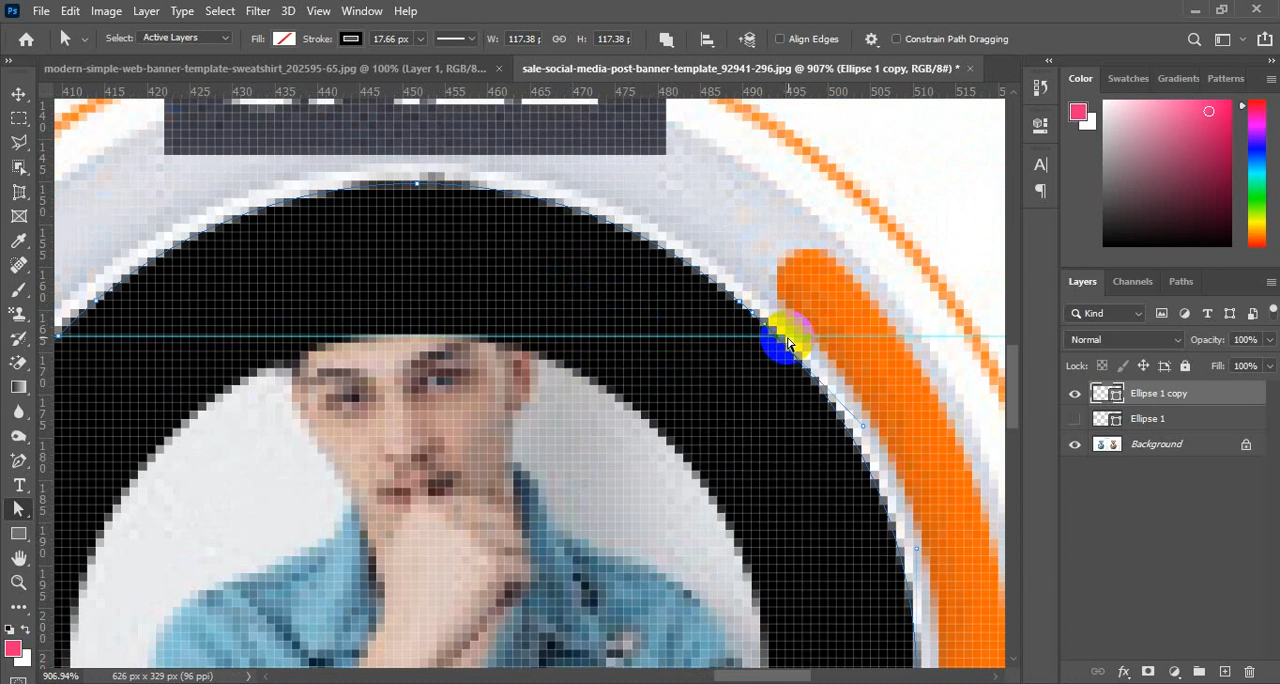 Ps File Edit Image Layer Type Select Filter 3D View Window Help
Select: Active Layers Fill: Stroke: 17.66 px W: 117.38 117.38 Align Edges Constrain Path Dragging
modern-simple-web-banner-template-sweatshirt_202595-65.jpg @ 100% (Layer 1, RGB/8... × sale-social-media-post-banner-template_92941-296.jpg @ 907% (Ellipse 1 copy, RGB/8#) * ×
410 415 420 425 430 435 440 445 450 455 460 465 470 475 480 485 490 495 500 505 510 515
Color Swatches Gradients Patterns
Layers Channels Paths
Kind
Normal Opacity: 100%
Lock: Fill: 100%
Ellipse 1 copy
Ellipse 1
Background
906.94% 626 px x 329 px (96 ppi)